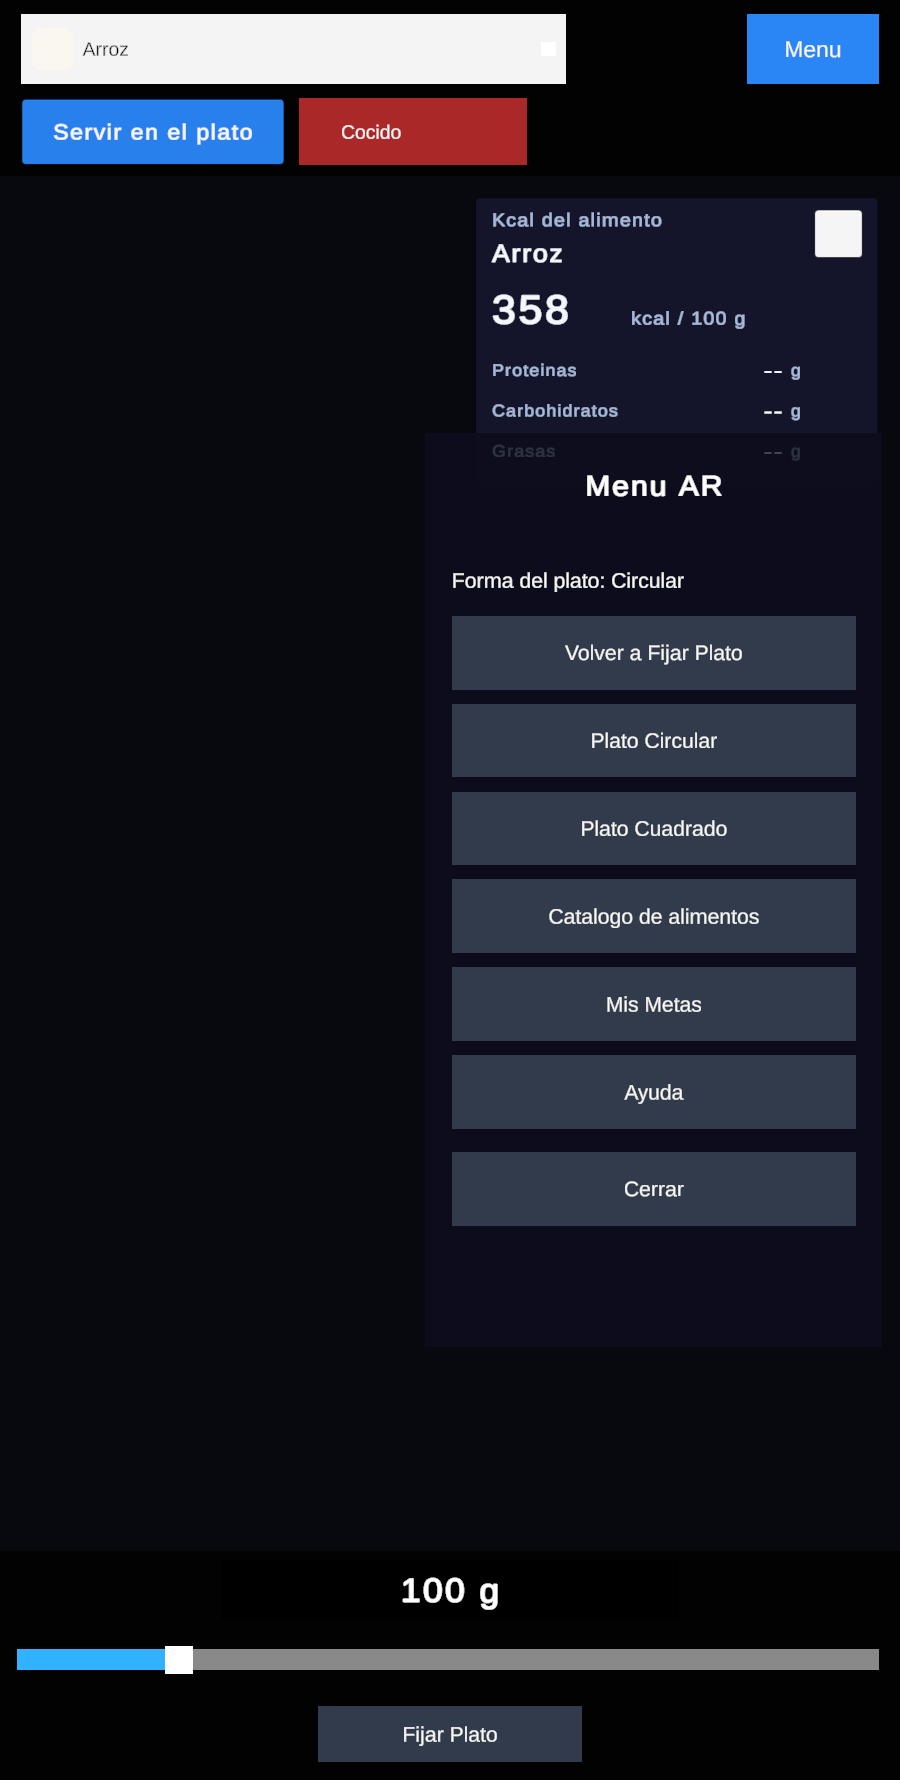 Arroz
Menu
Servir en el plato
Cocido
Kcal del alimento
Arroz
358 kcal / 100 g
Proteinas -- g
Carbohidratos -- g
Grasas -- g
Menu AR
Forma del plato: Circular
Volver a Fijar Plato
Plato Circular
Plato Cuadrado
Catalogo de alimentos
Mis Metas
Ayuda
Cerrar
100 g
Fijar Plato